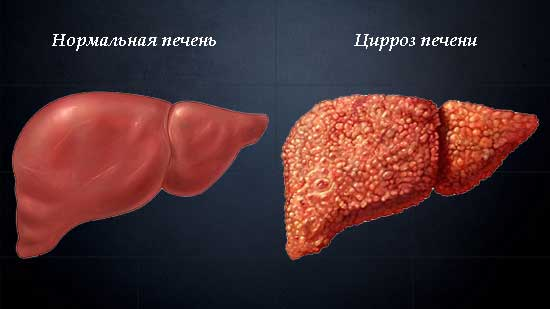 Нормальная печень
Цирроз печени